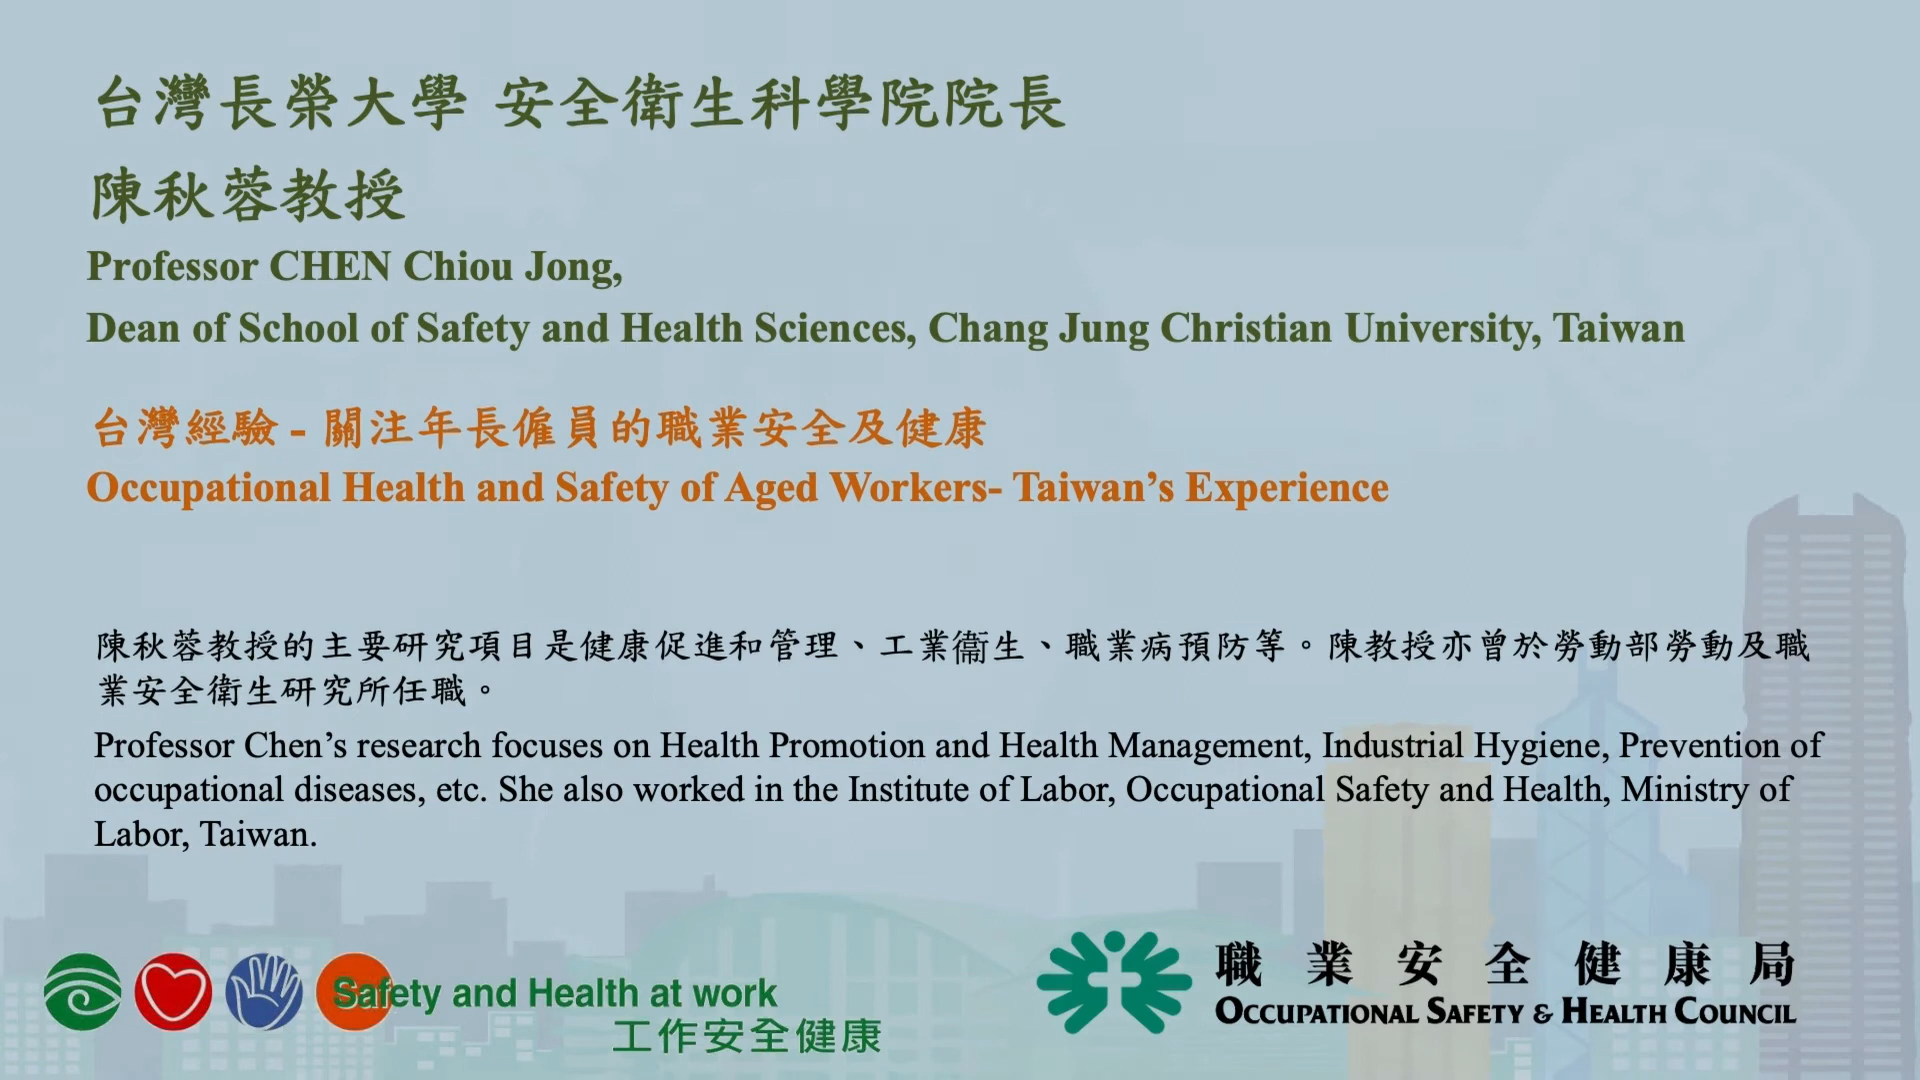 台灣長榮大學 安全衛生科學院院長
陳秋蓉教授
Professor CHEN Chiou Jong,
Dean of School of Safety and Health Sciences, Chang Jung Christian University, Taiwan
台灣經驗 - 關注年長僱員的職業安全及健康
Occupational Health and Safety of Aged Workers- Taiwan’s Experience
陳秋蓉教授的主要研究項目是健康促進和管理、工業衞生、職業病預防等。陳教授亦曾於勞動部勞動及職
業安全衛生研究所任職。
Professor Chen’s research focuses on Health Promotion and Health Management, Industrial Hygiene, Prevention of
occupational diseases, etc. She also worked in the Institute of Labor, Occupational Safety and Health, Ministry of
Labor, Taiwan.
Safety and Health at work
工作安全健康
職業安全健康局
OCCUPATIONAL SAFETY & HEALTH COUNCIL